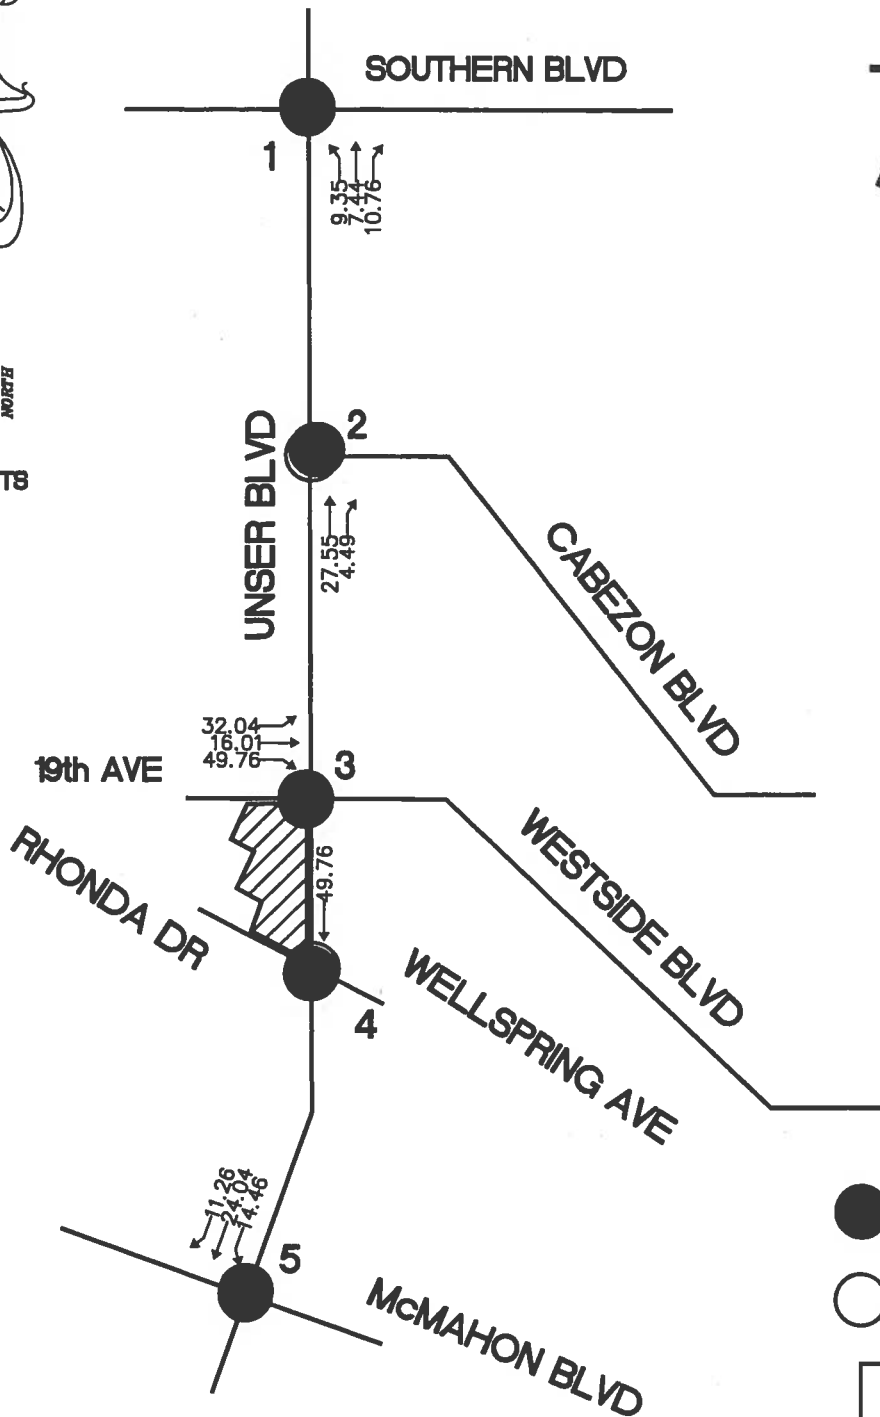 SOUTHERN BLVD
1
9.35
7.44
10.76
NORTH
TS
UNSER BLVD
2
27.55
4.49
CABEZON BLVD
32.04
16.01
49.76
19th AVE
3
RHONDA DR
49.76
WESTSIDE BLVD
WELLSPRING AVE
4
11.26
24.04
14.46
5
McMAHON BLVD